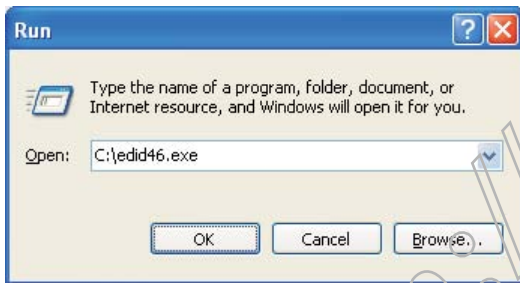 Run
Type the name of a program, folder, document, or
Internet resource, and Windows will open it for you.
Open: C:\edid46.exe
OK Cancel Browse...